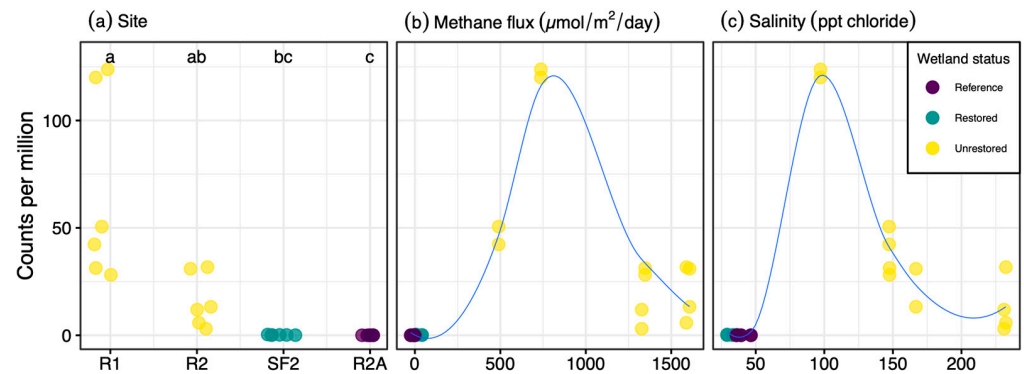 (a) Site
(b) Methane flux (µmol/m²/day)
(c) Salinity (ppt chloride)
Counts per million
100
50
0
a ab bc c
R1 R2 SF2 R2A
0 500 1000 1500
50 100 150 200
Wetland status
Reference
Restored
Unrestored